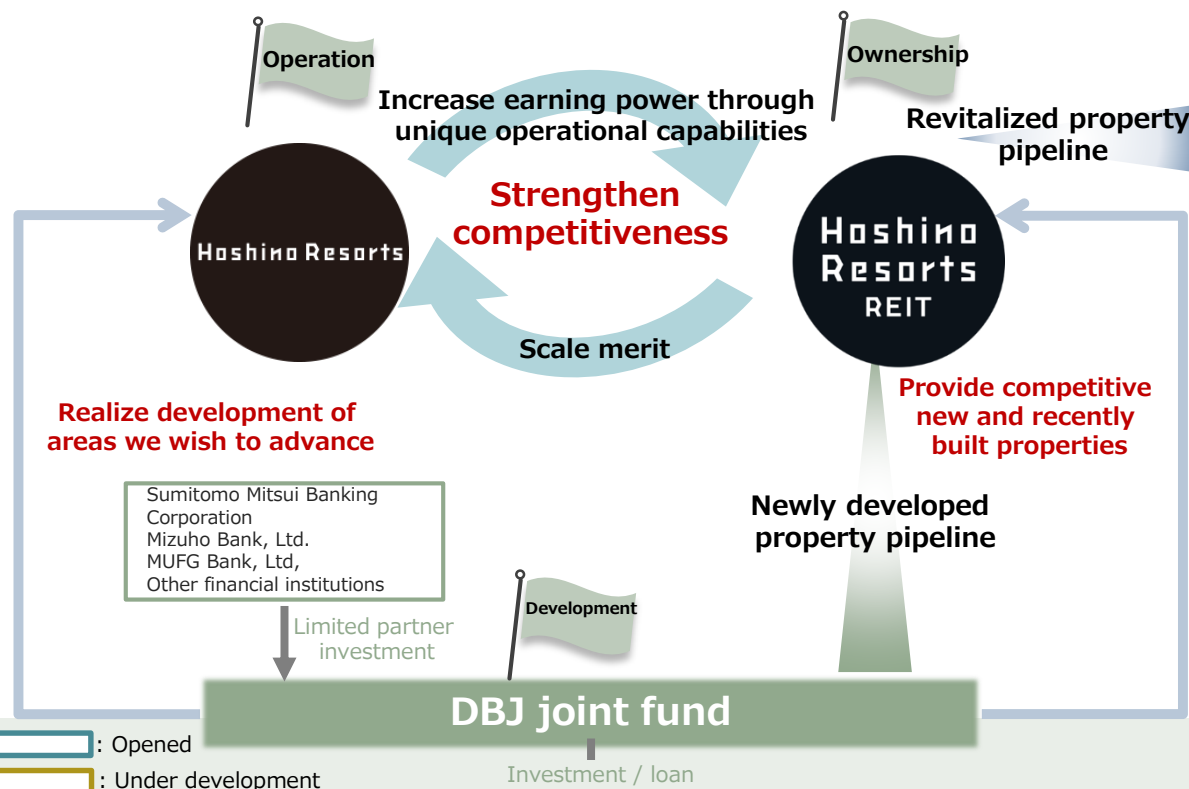 Operation
Ownership
Increase earning power through
unique operational capabilities
Revitalized property
pipeline
Strengthen
competitiveness
Hoshino Resorts
Hoshino
Resorts
REIT
Scale merit
Realize development of
areas we wish to advance
Provide competitive
new and recently
built properties
Sumitomo Mitsui Banking
Corporation
Mizuho Bank, Ltd.
MUFG Bank, Ltd,
Other financial institutions
Newly developed
property pipeline
Development
Limited partner
investment
DBJ joint fund
: Opened
: Under development
Investment / loan